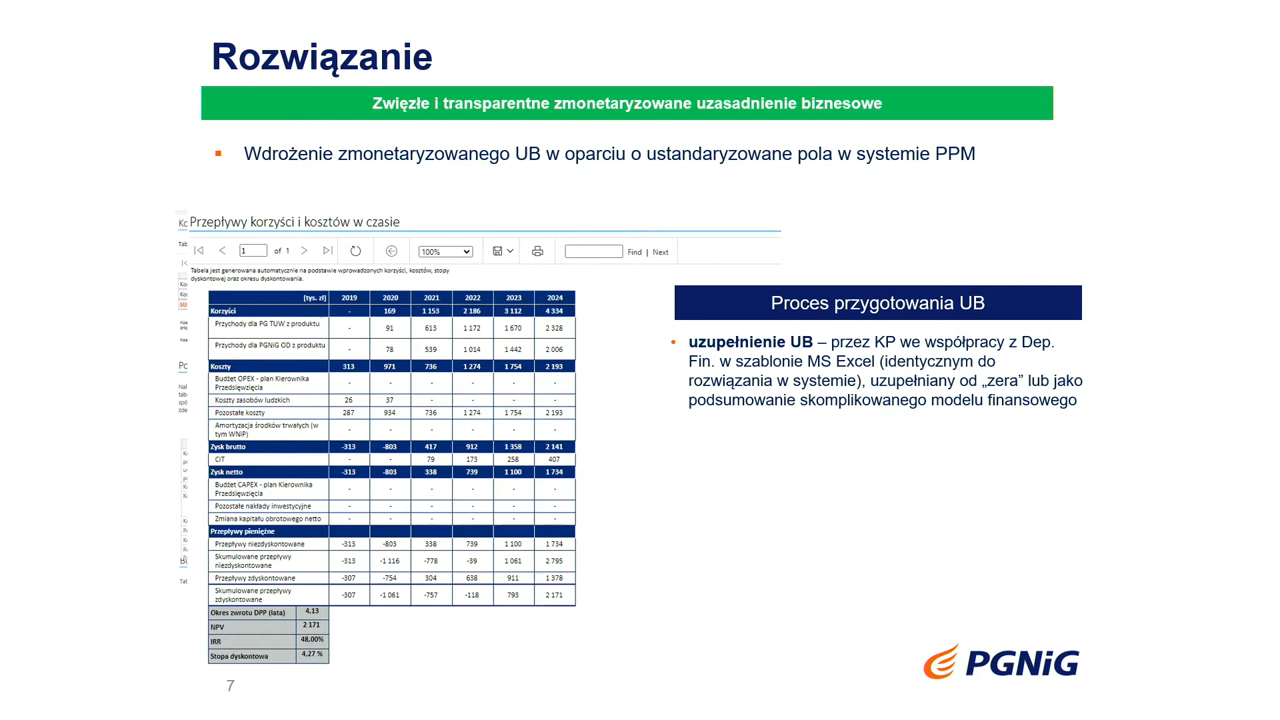 Rozwiązanie
Zwięzłe i transparentne zmonetaryzowane uzasadnienie biznesowe
Wdrożenie zmonetaryzowanego UB w oparciu o ustandaryzowane pola w systemie PPM
Przepływy korzyści i kosztów w czasie
1 of 1 100% Find | Next
Tabela jest generowana automatycznie na podstawie wprowadzonych korzyści, kosztów, stopy
dyskontowej oraz okresu dyskontowania.
[tys. zł] 2019 2020 2021 2022 2023 2024
Korzyści - 169 1 153 2 186 3 112 4 334
Przychody dla PG TUW z produktu - 91 613 1 172 1 670 2 328
Przychody dla PGNiG OD z produktu - 78 539 1 014 1 442 2 006
Koszty 313 971 736 1 274 1 754 2 193
Budżet OPEX - plan Kierownika
Przedsięwzięcia - - - - - -
Koszty zasobów ludzkich 26 37 - - - -
Pozostałe koszty 287 934 736 1 274 1 754 2 193
Amortyzacja środków trwałych (w
tym WNiP) - - - - - -
Zysk brutto -313 -803 417 912 1 358 2 141
CIT - - 79 173 258 407
Zysk netto -313 -803 338 739 1 100 1 734
Budżet CAPEX - plan Kierownika
Przedsięwzięcia - - - - - -
Pozostałe nakłady inwestycyjne - - - - - -
Zmiana kapitału obrotowego netto - - - - - -
Przepływy pieniężne
Przepływy niezdyskontowane -313 -803 338 739 1 100 1 734
Skumulowane przepływy
niezdyskontowane -313 -1 116 -778 -39 1 061 2 795
Przepływy zdyskontowane -307 -754 304 638 911 1 378
Skumulowane przepływy
zdyskontowane -307 -1 061 -757 -118 793 2 171
Okres zwrotu DPP (lata) 4,13
NPV 2 171
IRR 48,00%
Stopa dyskontowa 4,27 %
Proces przygotowania UB
uzupełnienie UB – przez KP we współpracy z Dep.
Fin. w szablonie MS Excel (identycznym do
rozwiązania w systemie), uzupełniany od „zera” lub jako
podsumowanie skomplikowanego modelu finansowego
PGNiG
7